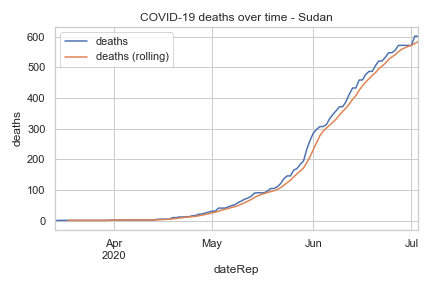 COVID-19 deaths over time - Sudan
deaths
deaths (rolling)
600
500
400
300
200
100
0
deaths
Apr
2020
May
Jun
Jul
dateRep